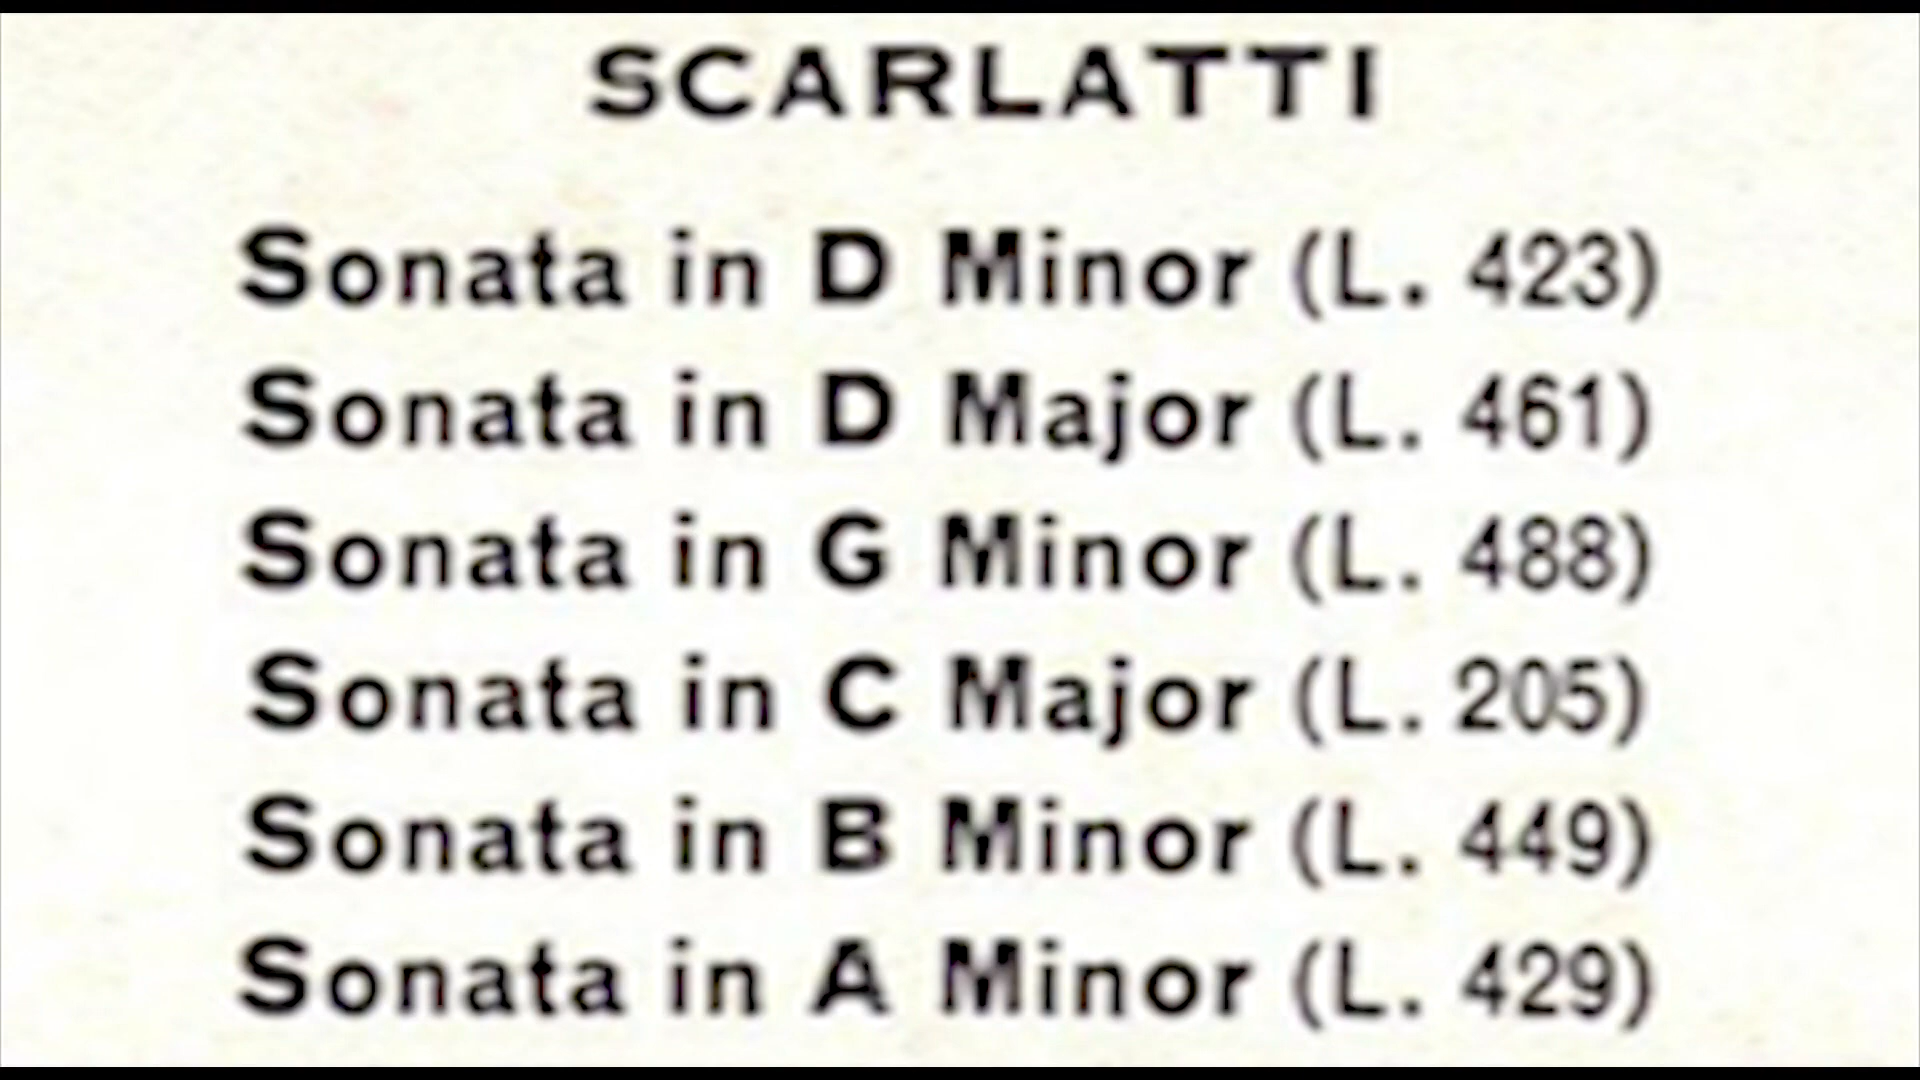 SCARLATTI
Sonata in D Minor (L. 423)
Sonata in D Major (L. 461)
Sonata in G Minor (L. 488)
Sonata in C Major (L. 205)
Sonata in B Minor (L. 449)
Sonata in A Minor (L. 429)